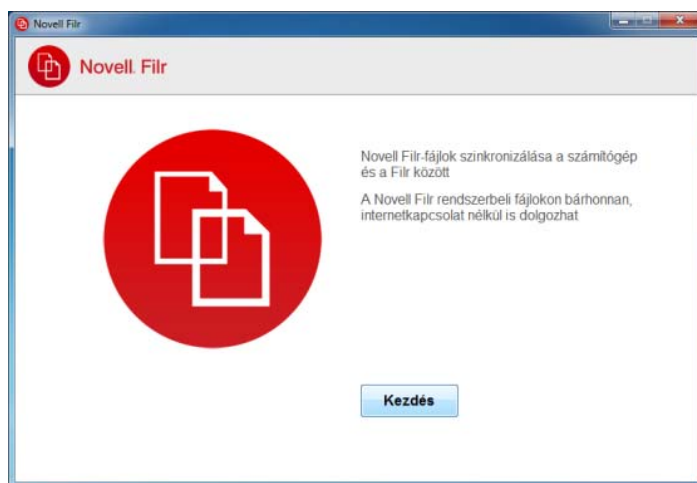 Novell Filr
Novell. Filr
Novell Filr-fájlok szinkronizálása a számítógép
és a Filr között
A Novell Filr rendszerbeli fájlokon bárhonnan,
internetkapcsolat nélkül is dolgozhat
Kezdés